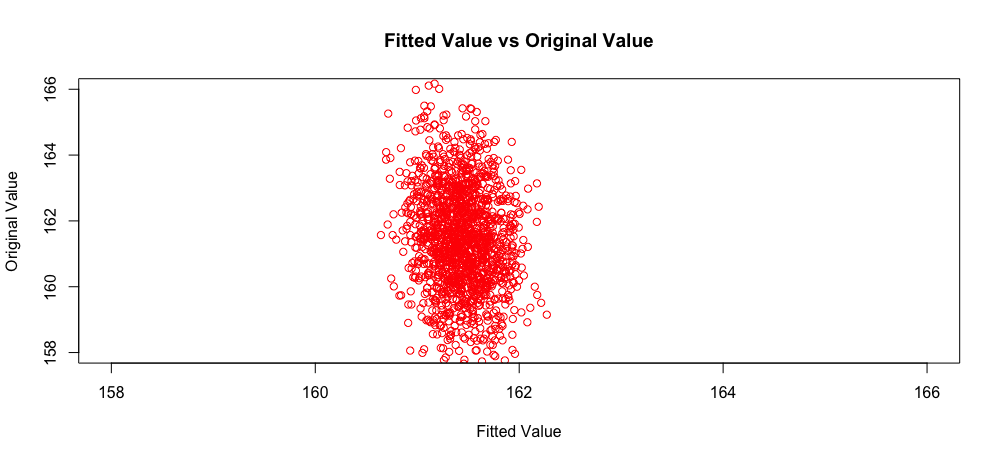 Fitted Value vs Original Value
166
164
162
160
158
Original Value
158 160 162 164 166
Fitted Value